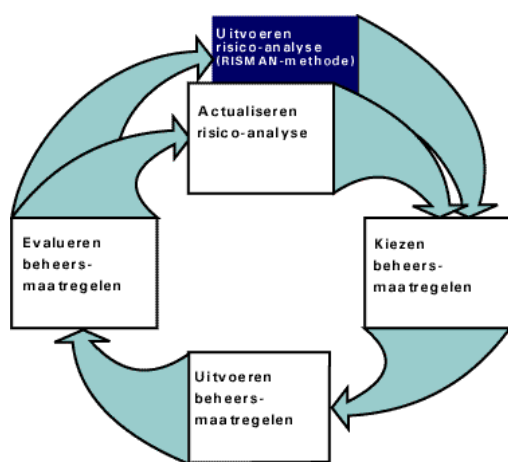 Uitvoeren
risico-analyse
(RISMAN-methode)
Actualiseren
risico-analyse
Evalueren
beheers-
maatregelen
Kiezen
beheers-
maatregelen
Uitvoeren
beheers-
maatregelen